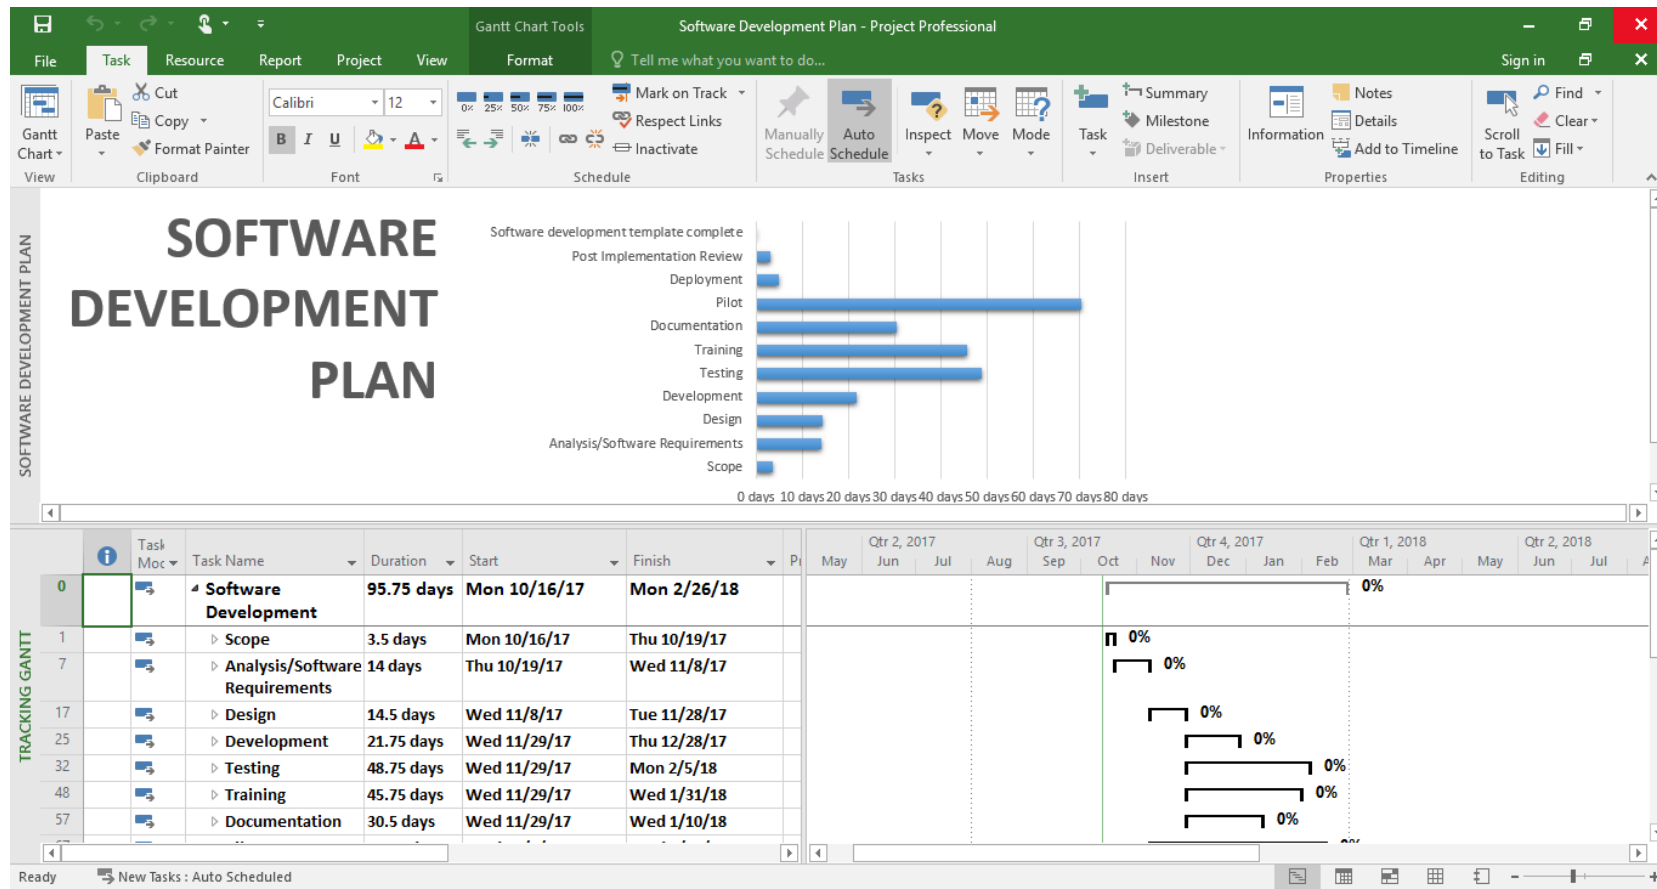 Gantt Chart Tools
Software Development Plan - Project Professional
File Task Resource Report Project View Format Tell me what you want to do... Sign in
Gantt Chart
View
Paste
Cut
Copy
Format Painter
Clipboard
Calibri 12
B I U A
Font
0% 25% 50% 75% 100%
Mark on Track
Respect Links
Inactivate
Schedule
Manually Schedule
Auto Schedule
Inspect
Move
Mode
Tasks
Task
Summary
Milestone
Deliverable
Insert
Information
Notes
Details
Add to Timeline
Properties
Scroll to Task
Find
Clear
Fill
Editing
SOFTWARE DEVELOPMENT PLAN
SOFTWARE
DEVELOPMENT
PLAN
Software development template complete
Post Implementation Review
Deployment
Pilot
Documentation
Training
Testing
Development
Design
Analysis/Software Requirements
Scope
0 days 10 days 20 days 30 days 40 days 50 days 60 days 70 days 80 days
TRACKING GANTT
Task Name Duration Start Finish
Qtr 2, 2017 Qtr 3, 2017 Qtr 4, 2017 Qtr 1, 2018 Qtr 2, 2018
May Jun Jul Aug Sep Oct Nov Dec Jan Feb Mar Apr May Jun Jul
0 Software Development 95.75 days Mon 10/16/17 Mon 2/26/18 0%
1 Scope 3.5 days Mon 10/16/17 Thu 10/19/17 0%
7 Analysis/Software Requirements 14 days Thu 10/19/17 Wed 11/8/17 0%
17 Design 14.5 days Wed 11/8/17 Tue 11/28/17 0%
25 Development 21.75 days Wed 11/29/17 Thu 12/28/17 0%
32 Testing 48.75 days Wed 11/29/17 Mon 2/5/18 0%
48 Training 45.75 days Wed 11/29/17 Wed 1/31/18 0%
57 Documentation 30.5 days Wed 11/29/17 Wed 1/10/18 0%
Ready New Tasks : Auto Scheduled